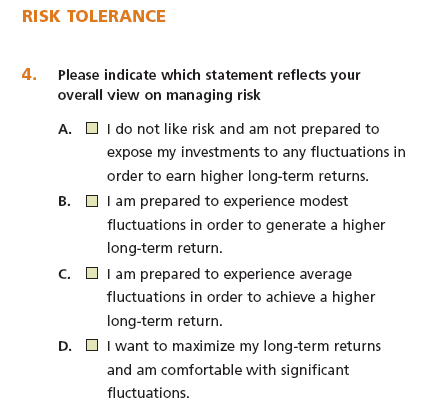 RISK TOLERANCE
4. Please indicate which statement reflects your
overall view on managing risk
A. I do not like risk and am not prepared to
expose my investments to any fluctuations in
order to earn higher long-term returns.
B. I am prepared to experience modest
fluctuations in order to generate a higher
long-term return.
C. I am prepared to experience average
fluctuations in order to achieve a higher
long-term return.
D. I want to maximize my long-term returns
and am comfortable with significant
fluctuations.